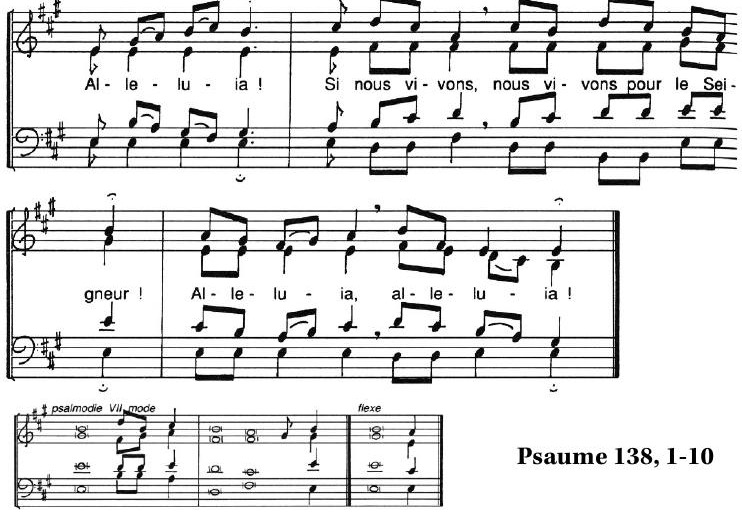 Al - le - lu - ia ! Si nous vi - vons, nous vi - vons pour le Sei-
gneur ! Al - le - lu - ia, al - le - lu - ia !
psalmodie VII mode flexe
Psaume 138, 1-10